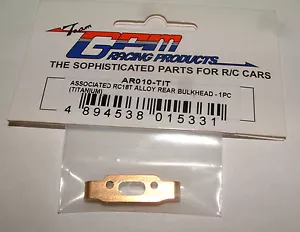 Team
GPM
RACING PRODUCTS
THE SOPHISTICATED PARTS FOR R/C CARS
AR010-TIT
ASSOCIATED RC18T ALLOY REAR BULKHEAD - 1PC
(TITANIUM)
4 894538 015331